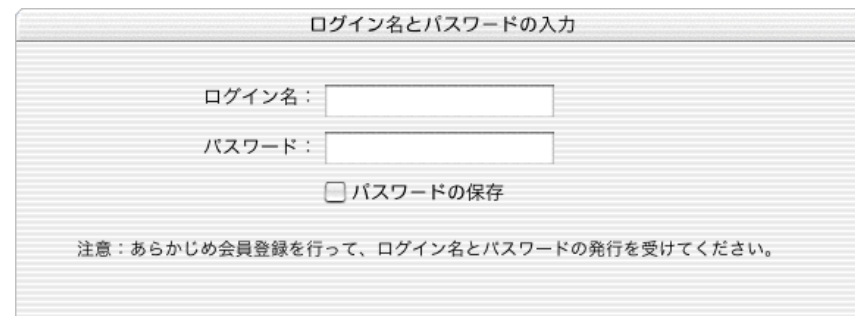 ログイン名とパスワードの入力
ログイン名：
パスワード：
パスワードの保存
注意：あらかじめ会員登録を行って、ログイン名とパスワードの発行を受けてください。